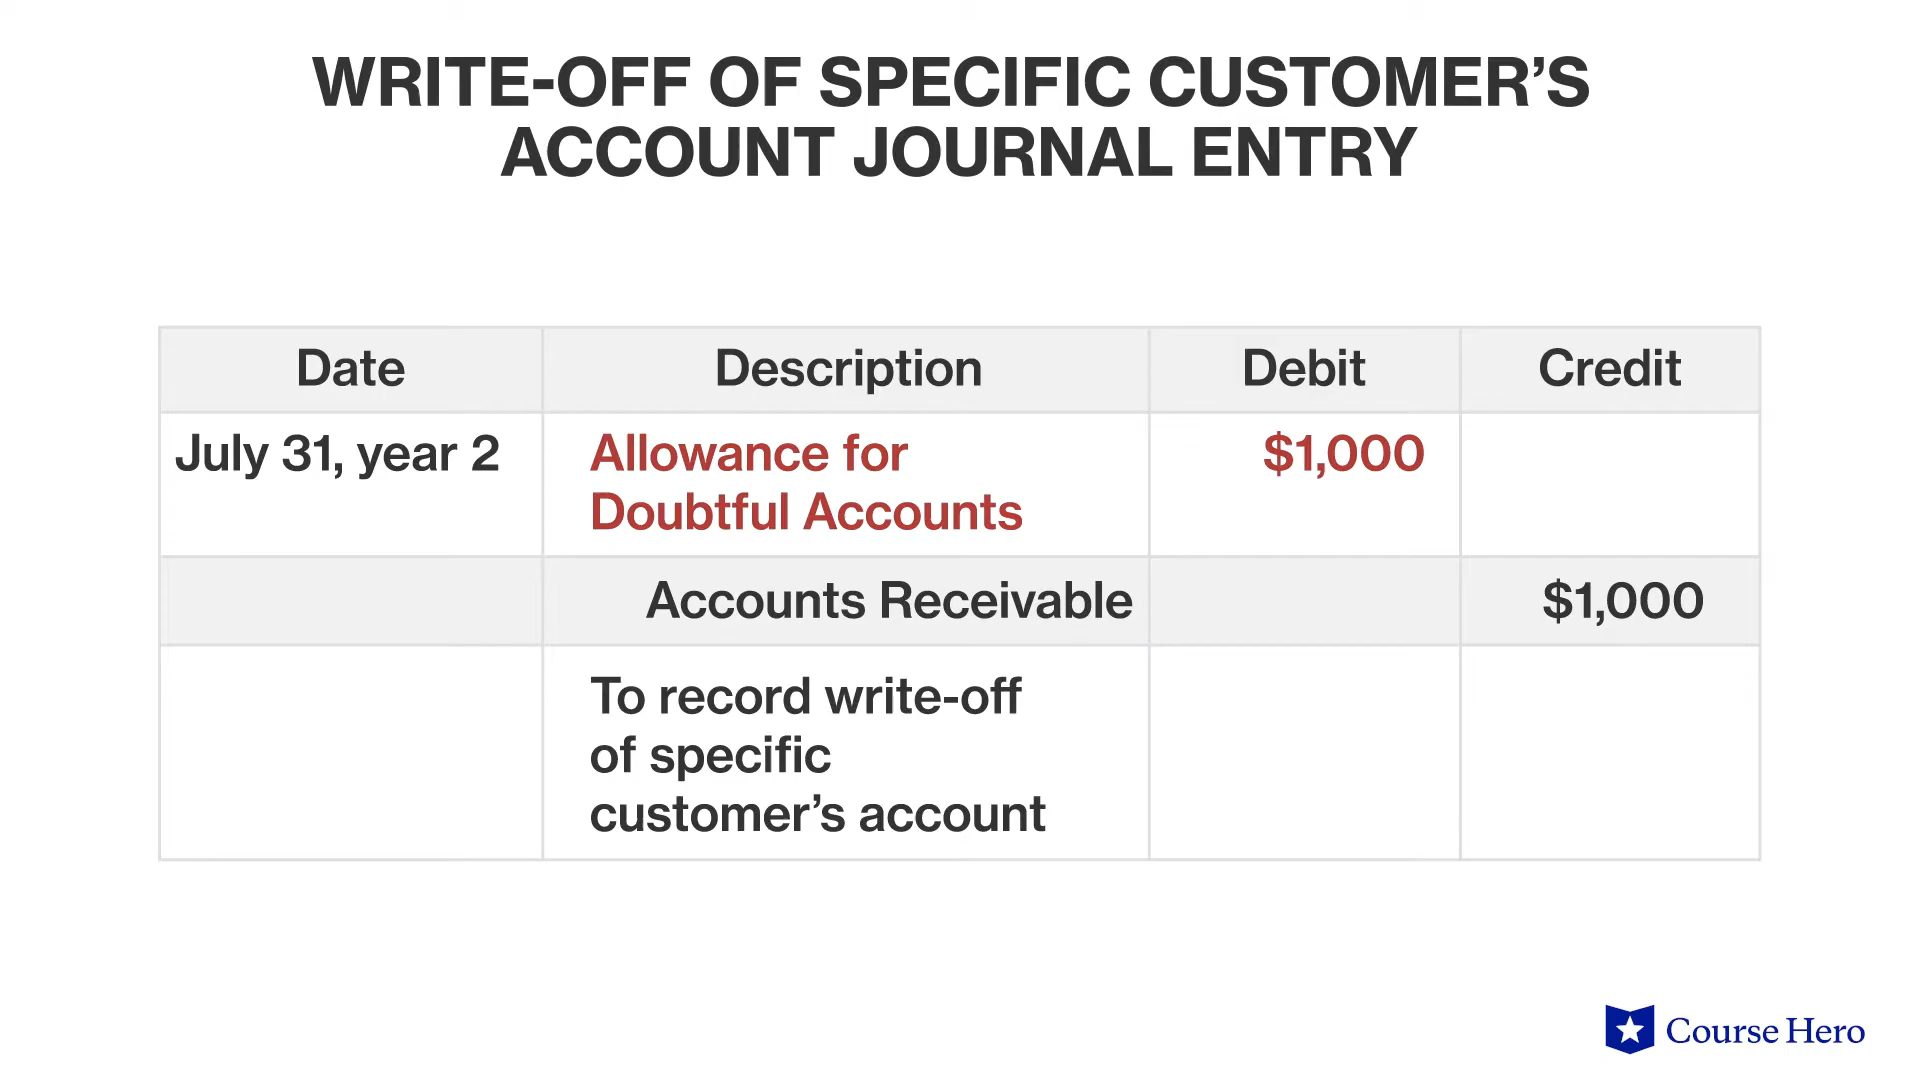 WRITE-OFF OF SPECIFIC CUSTOMER’S
ACCOUNT JOURNAL ENTRY
Date Description Debit Credit
July 31, year 2 Allowance for $1,000
Doubtful Accounts
Accounts Receivable $1,000
To record write-off
of specific
customer’s account
Course Hero